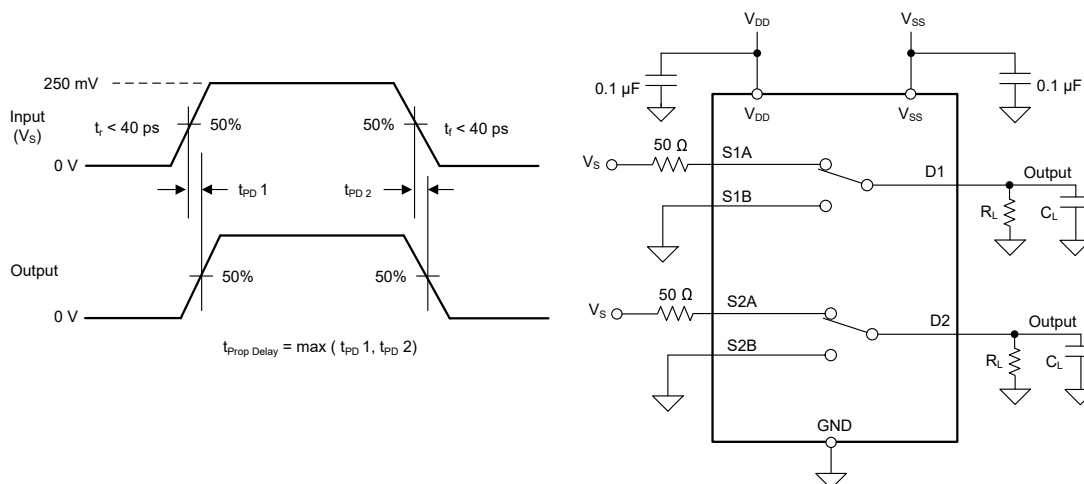 250 mV
Input
(VS)
tr < 40 ps
50%
50%
tf < 40 ps
0 V
tPD 1
tPD 2
Output
50%
50%
0 V
tProp Delay = max ( tPD 1, tPD 2)
VDD
VSS
0.1 µF
0.1 µF
VDD
VSS
50 Ω
VS
S1A
D1
Output
S1B
RL
CL
50 Ω
VS
S2A
D2
Output
S2B
RL
CL
GND